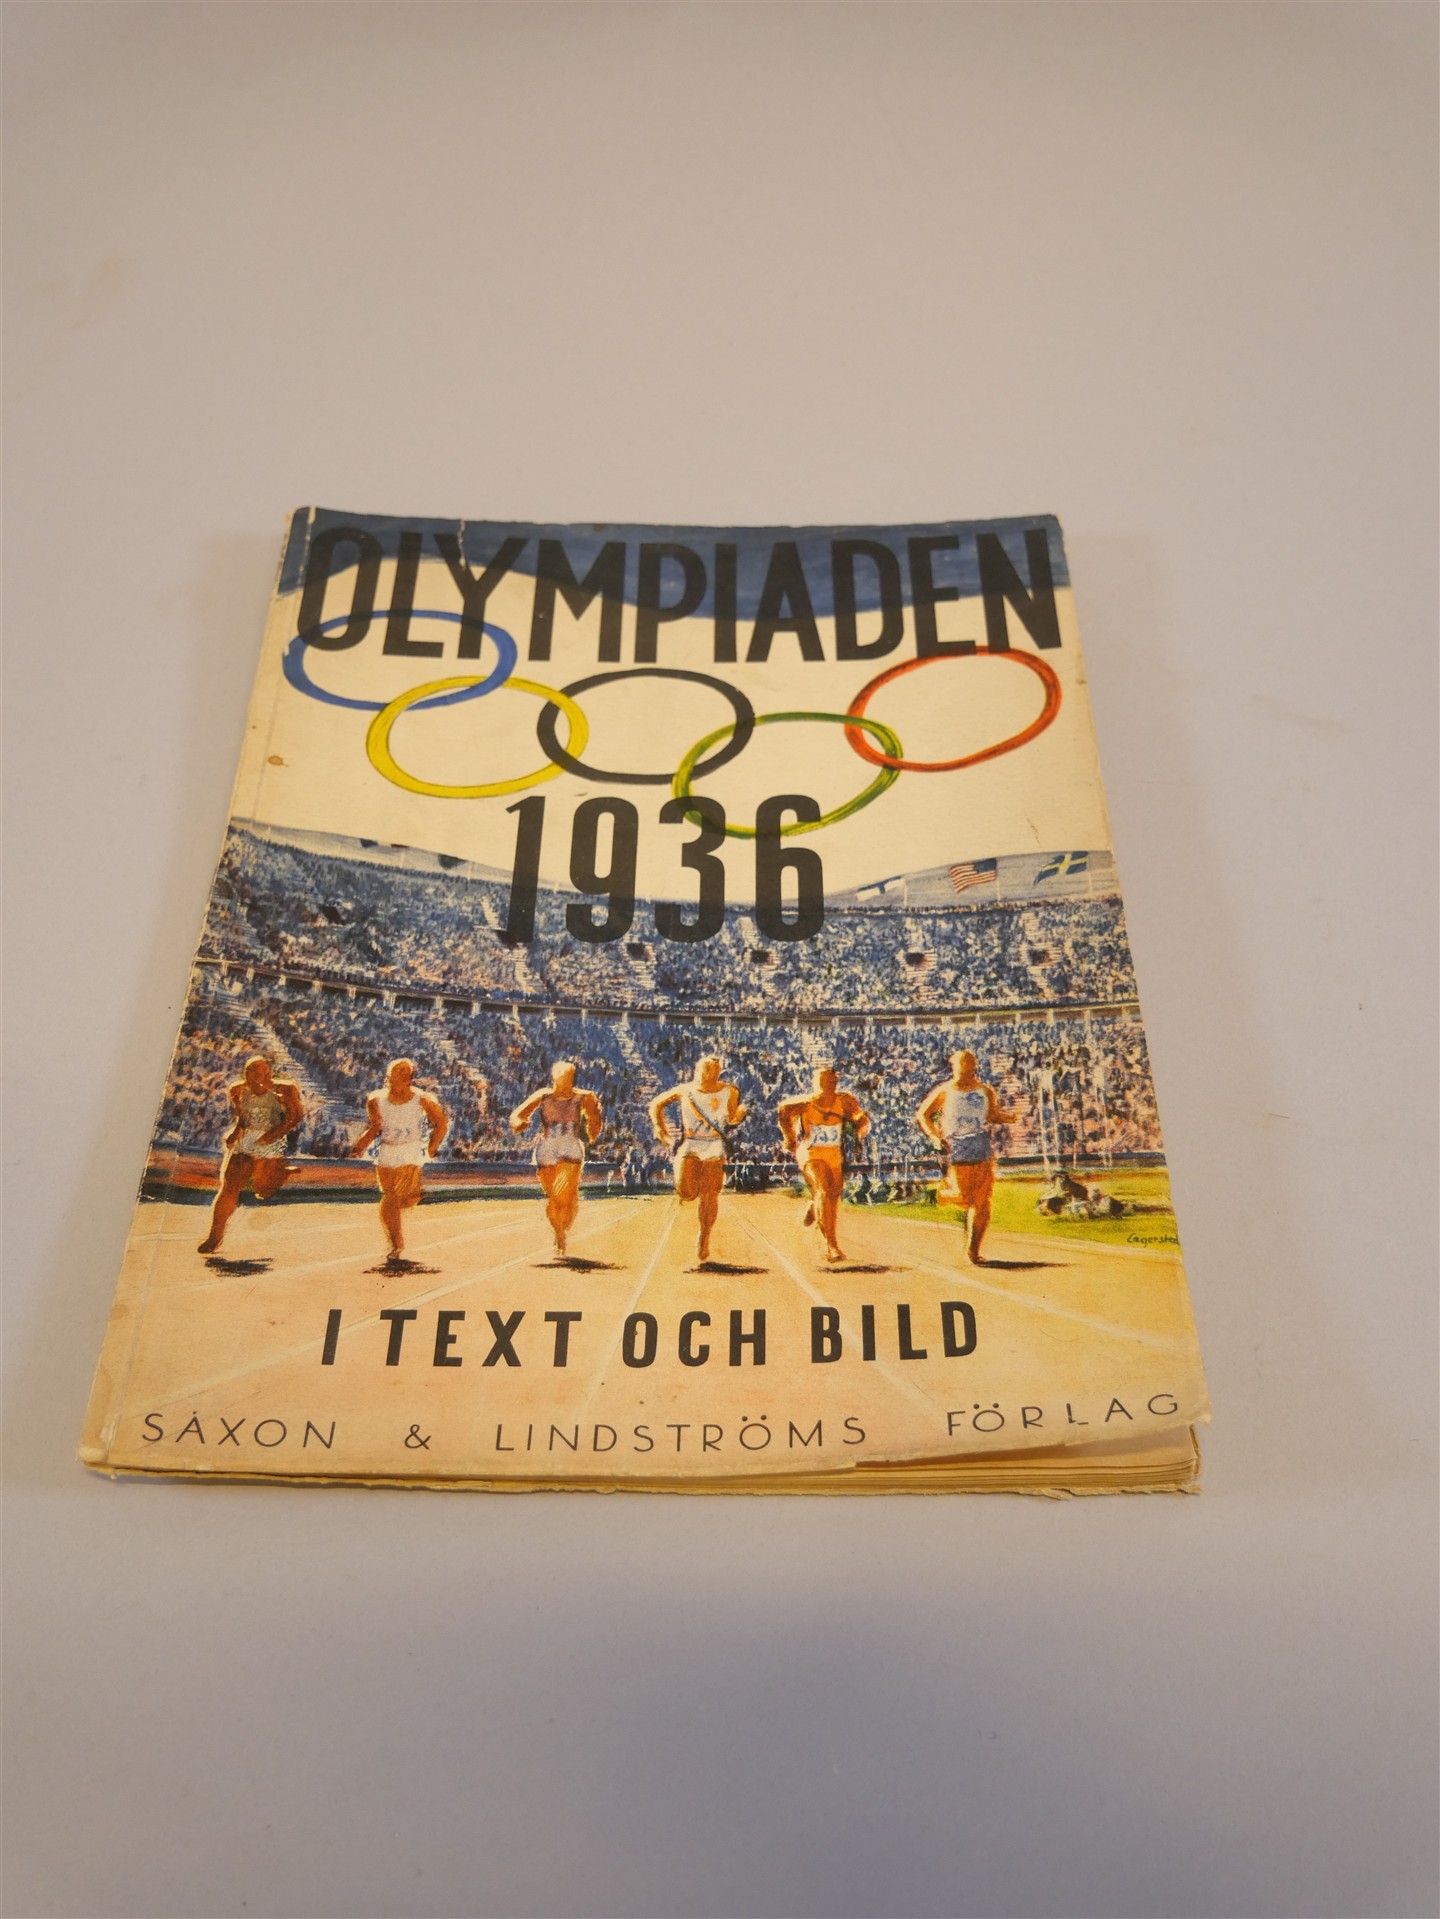 OLYMPIADEN
1936
I TEXT OCH BILD
SAXON & LINDSTRÖMS FÖRLAG